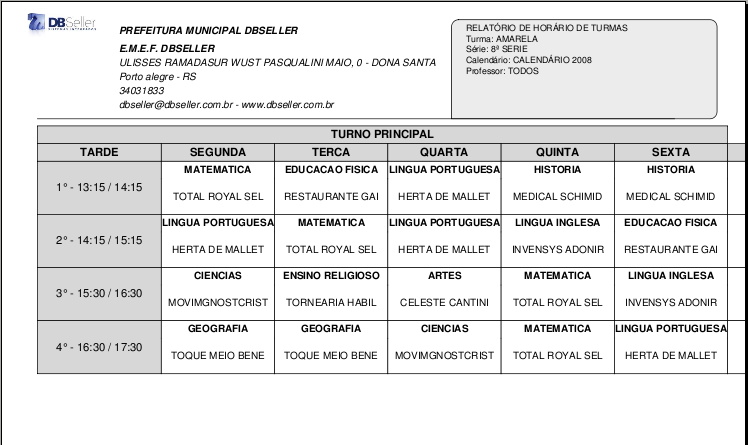 DBSeller
SISTEMAS INTEGRADOS
PREFEITURA MUNICIPAL DBSELLER
E.M.E.F. DBSELLER
ULISSES RAMADASUR WUST PASQUALINI MAIO, 0 - DONA SANTA
Porto alegre - RS
34031833
dbseller@dbseller.com.br - www.dbseller.com.br
RELATÓRIO DE HORÁRIO DE TURMAS
Turma: AMARELA
Série: 8ª SERIE
Calendário: CALENDÁRIO 2008
Professor: TODOS
TURNO PRINCIPAL
TARDE SEGUNDA TERCA QUARTA QUINTA SEXTA
MATEMATICA EDUCACAO FISICA LINGUA PORTUGUESA HISTORIA HISTORIA
1° - 13:15 / 14:15
TOTAL ROYAL SEL RESTAURANTE GAI HERTA DE MALLET MEDICAL SCHIMID MEDICAL SCHIMID
LINGUA PORTUGUESA MATEMATICA LINGUA PORTUGUESA LINGUA INGLESA EDUCACAO FISICA
2° - 14:15 / 15:15
HERTA DE MALLET TOTAL ROYAL SEL HERTA DE MALLET INVENSYS ADONIR RESTAURANTE GAI
CIENCIAS ENSINO RELIGIOSO ARTES MATEMATICA LINGUA INGLESA
3° - 15:30 / 16:30
MOVIMGNOSTCRIST TORNEARIA HABIL CELESTE CANTINI TOTAL ROYAL SEL INVENSYS ADONIR
GEOGRAFIA GEOGRAFIA CIENCIAS MATEMATICA LINGUA PORTUGUESA
4° - 16:30 / 17:30
TOQUE MEIO BENE TOQUE MEIO BENE MOVIMGNOSTCRIST TOTAL ROYAL SEL HERTA DE MALLET